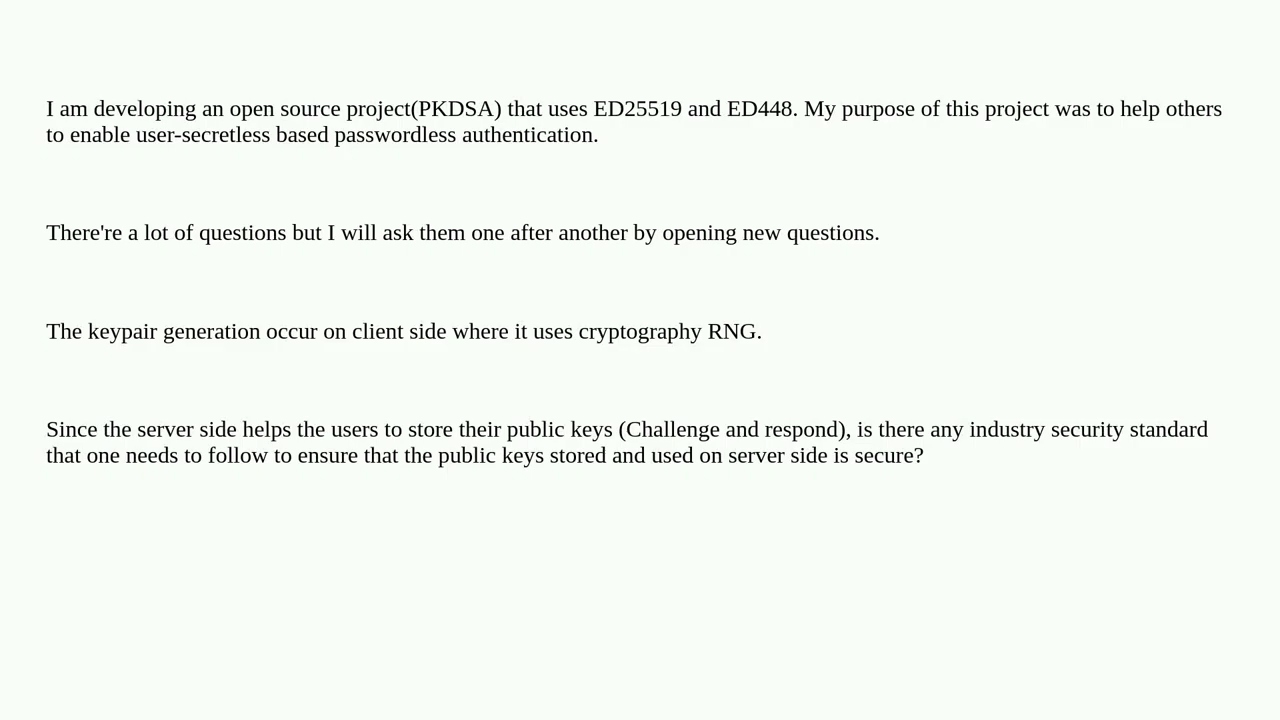 I am developing an open source project(PKDSA) that uses ED25519 and ED448. My purpose of this project was to help others
to enable user-secretless based passwordless authentication.
There're a lot of questions but I will ask them one after another by opening new questions.
The keypair generation occur on client side where it uses cryptography RNG.
Since the server side helps the users to store their public keys (Challenge and respond), is there any industry security standard
that one needs to follow to ensure that the public keys stored and used on server side is secure?